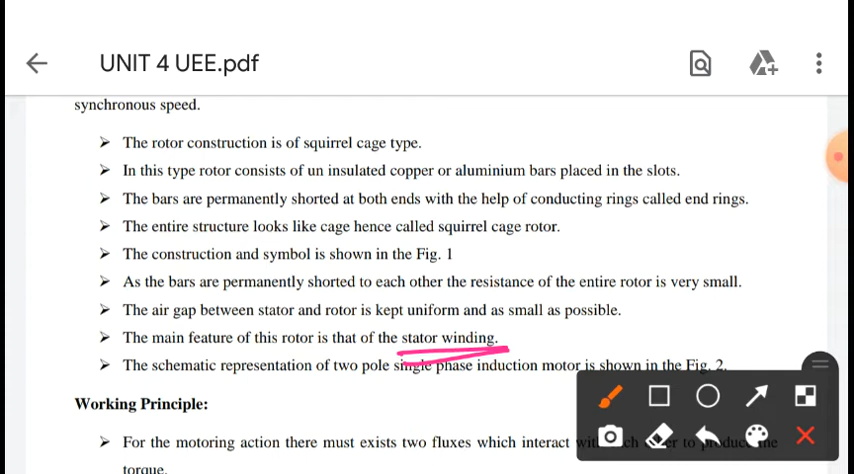 UNIT 4 UEE.pdf
synchronous speed.
➤ The rotor construction is of squirrel cage type.
➤ In this type rotor consists of un insulated copper or aluminium bars placed in the slots.
➤ The bars are permanently shorted at both ends with the help of conducting rings called end rings.
➤ The entire structure looks like cage hence called squirrel cage rotor.
➤ The construction and symbol is shown in the Fig. 1
➤ As the bars are permanently shorted to each other the resistance of the entire rotor is very small.
➤ The air gap between stator and rotor is kept uniform and as small as possible.
➤ The main feature of this rotor is that of the stator winding.
➤ The schematic representation of two pole single phase induction motor is shown in the Fig. 2.
Working Principle:
➤ For the motoring action there must exists two fluxes which interact with each other to produce the
torque.